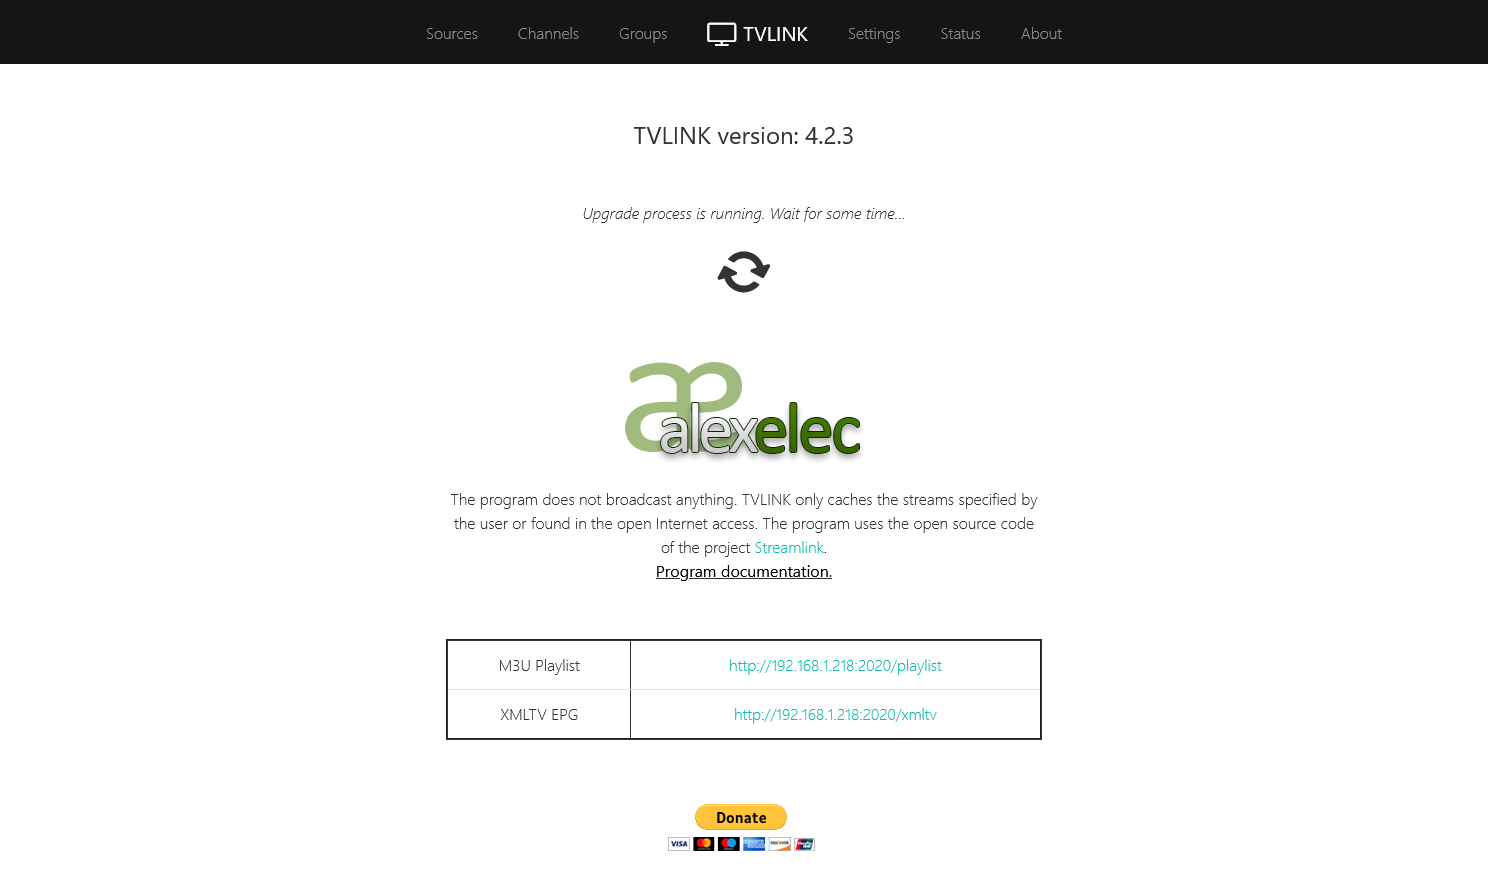 Sources Channels Groups TVLINK Settings Status About
TVLINK version: 4.2.3
Upgrade process is running. Wait for some time...
æ
alexelec
The program does not broadcast anything. TVLINK only caches the streams specified by
the user or found in the open Internet access. The program uses the open source code
of the project Streamlink.
Program documentation.
M3U Playlist http://192.168.1.218:2020/playlist
XMLTV EPG http://192.168.1.218:2020/xmltv
Donate
VISA DISCOVER